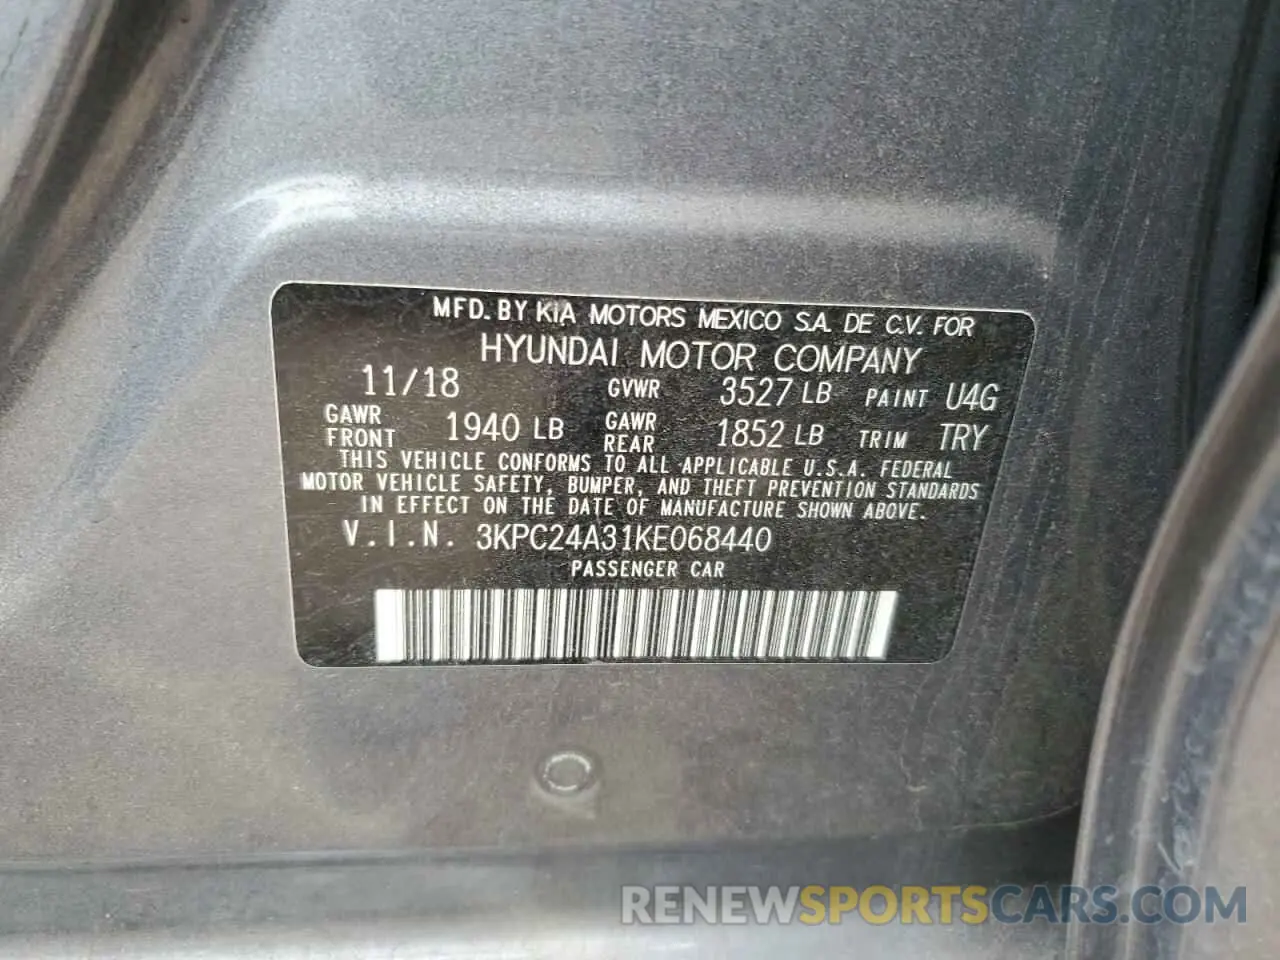 MFD. BY KIA MOTORS MEXICO S.A. DE C.V. FOR
HYUNDAI MOTOR COMPANY
11/18 GVWR 3527 LB PAINT U4G
GAWR FRONT 1940 LB GAWR REAR 1852 LB TRIM TRY
THIS VEHICLE CONFORMS TO ALL APPLICABLE U.S.A. FEDERAL
MOTOR VEHICLE SAFETY, BUMPER, AND THEFT PREVENTION STANDARDS
IN EFFECT ON THE DATE OF MANUFACTURE SHOWN ABOVE.
V.I.N. 3KPC24A31KE068440
PASSENGER CAR
RENEWSPORTSCARS.COM